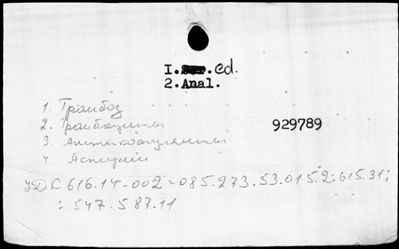 I. ed.
2. Anal.
1. Тромбоз
2. Тромбоциты
929789
3. Антикоагулянты
4. Аспирин
УДК 616.14-002=085.273.53.015.2:615.31:
:547.587.11